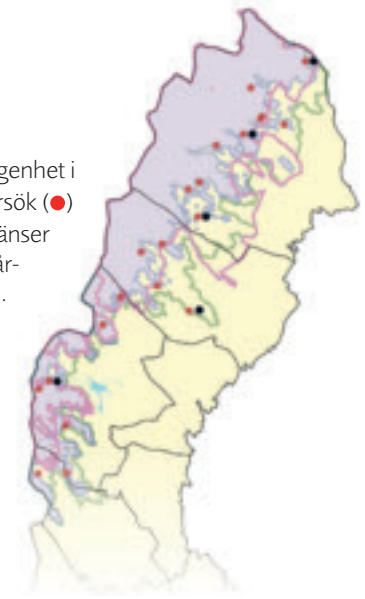 genhet i
rsök (●)
änser
år-
.